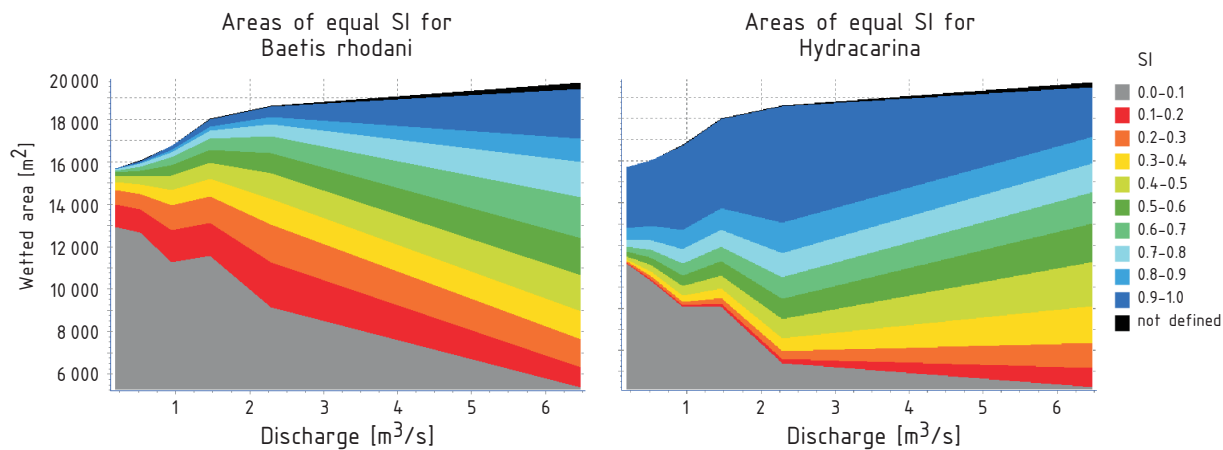 Areas of equal SI for
Baetis rhodani
Areas of equal SI for
Hydracarina
Wetted area [m²]
20 000
18 000
16 000
14 000
12 000
10 000
8 000
6 000
1 2 3 4 5 6
Discharge [m³/s]
1 2 3 4 5 6
Discharge [m³/s]
SI
0.0–0.1
0.1–0.2
0.2–0.3
0.3–0.4
0.4–0.5
0.5–0.6
0.6–0.7
0.7–0.8
0.8–0.9
0.9–1.0
not defined